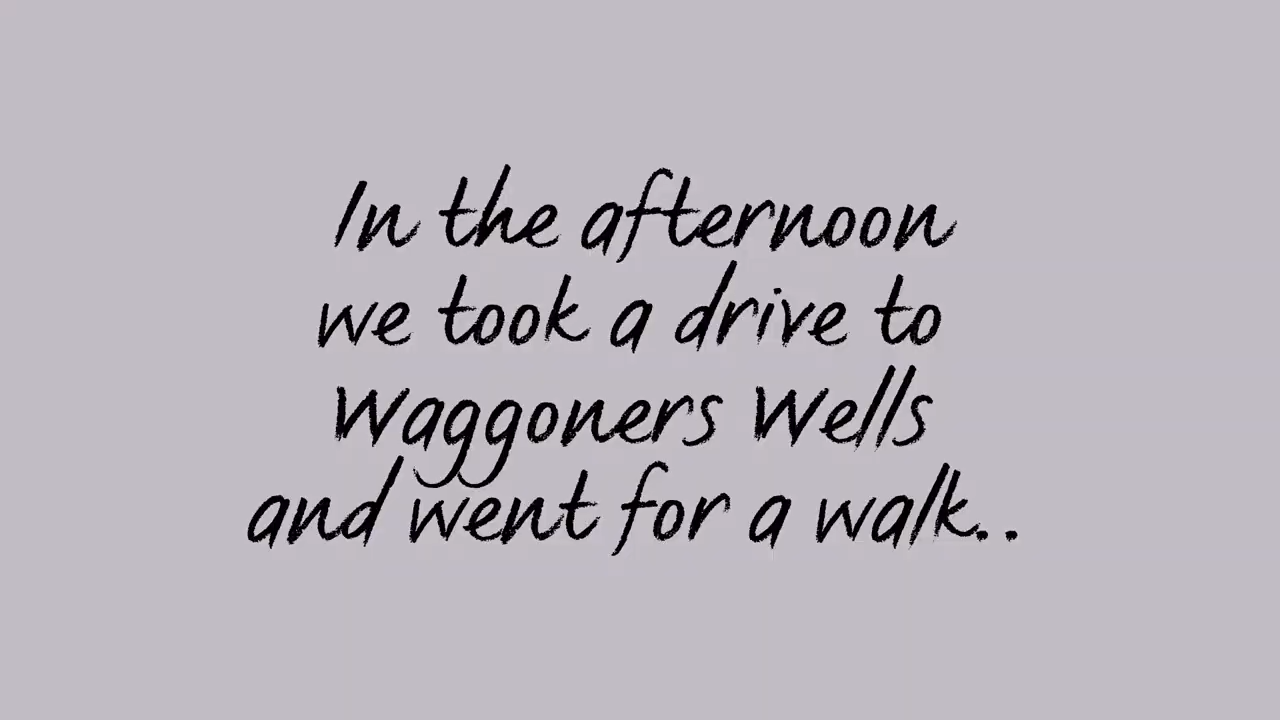 In the afternoon
we took a drive to
Waggoners Wells
and went for a walk..